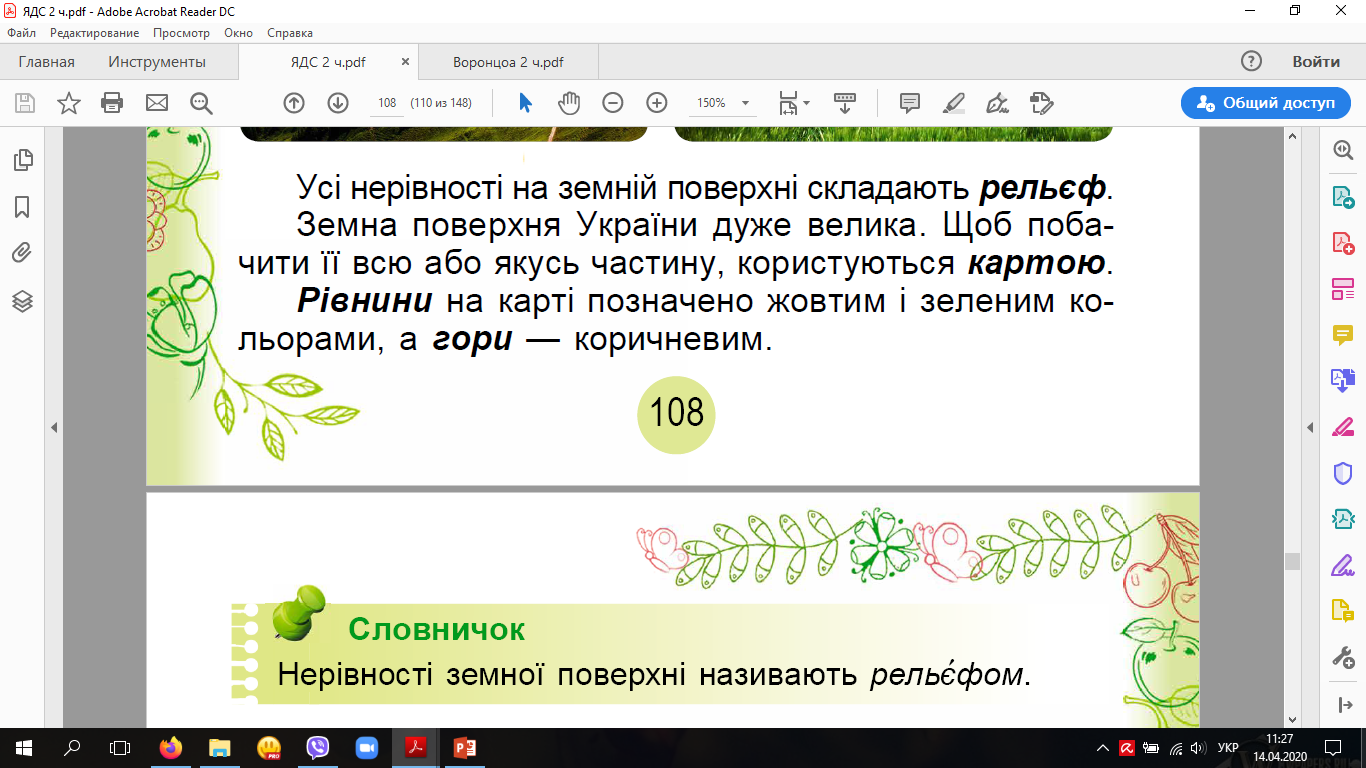 ЯДС 2 ч.pdf - Adobe Acrobat Reader DC
Файл Редактирование Просмотр Окно Справка
Главная Инструменты ЯДС 2 ч.pdf × Воронцоа 2 ч.pdf Войти
108 (110 из 148) 150% Общий доступ
Усі нерівності на земній поверхні складають рельєф.
Земна поверхня України дуже велика. Щоб поба-
чити її всю або якусь частину, користуються картою.
Рівнини на карті позначено жовтим і зеленим ко-
льорами, а гори — коричневим.
108
Словничок
Нерівності земної поверхні називають рельє́фом.
УКР
11:27
14.04.2020